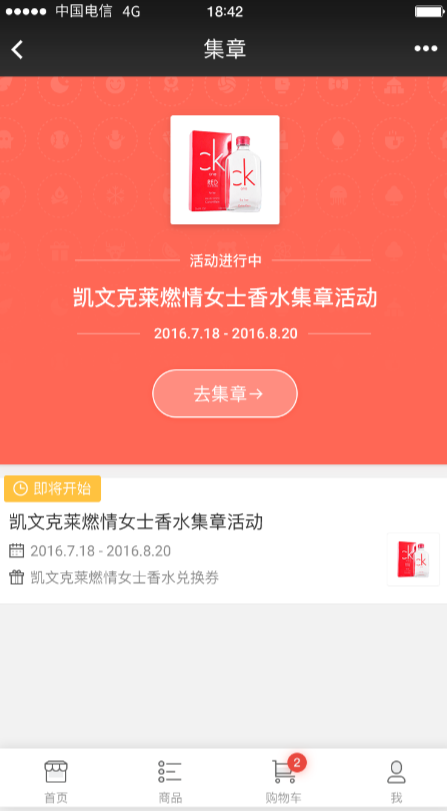 中国电信 4G 18:42
集章
ck
RED
ck
活动进行中
凯文克莱燃情女士香水集章活动
2016.7.18 - 2016.8.20
去集章→
即将开始
凯文克莱燃情女士香水集章活动
2016.7.18 - 2016.8.20
凯文克莱燃情女士香水兑换券
ck
首页
商品
2
购物车
我